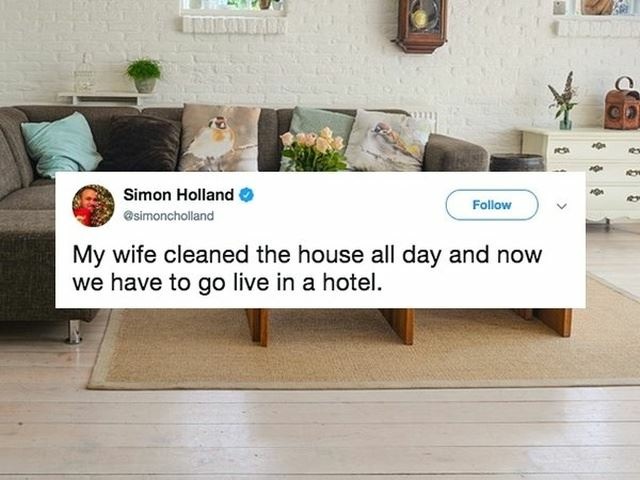 Simon Holland
@simoncholland
Follow
My wife cleaned the house all day and now
we have to go live in a hotel.